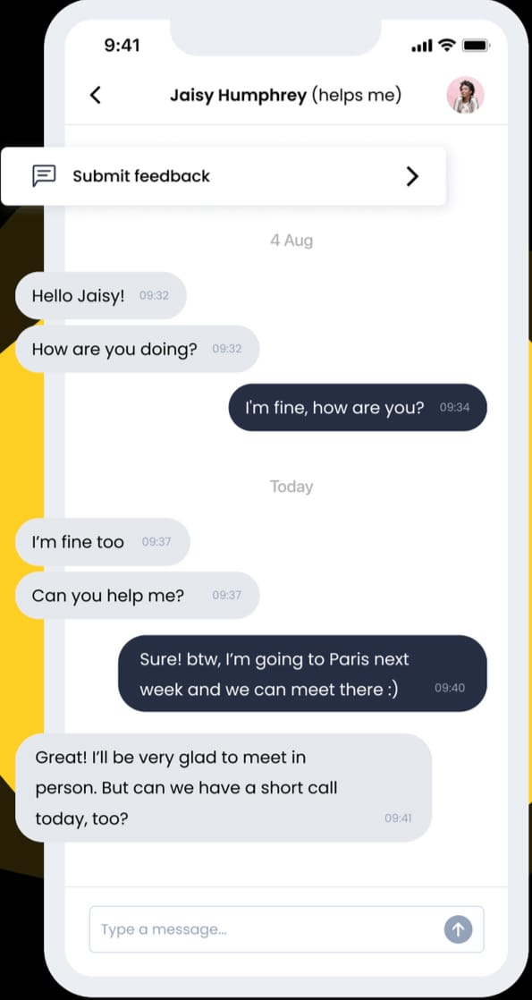 9:41
Jaisy Humphrey (helps me)
Submit feedback
4 Aug
Hello Jaisy! 09:32
How are you doing? 09:32
I'm fine, how are you? 09:34
Today
I’m fine too 09:37
Can you help me? 09:37
Sure! btw, I’m going to Paris next
week and we can meet there :) 09:40
Great! I’ll be very glad to meet in
person. But can we have a short call
today, too? 09:41
Type a message...